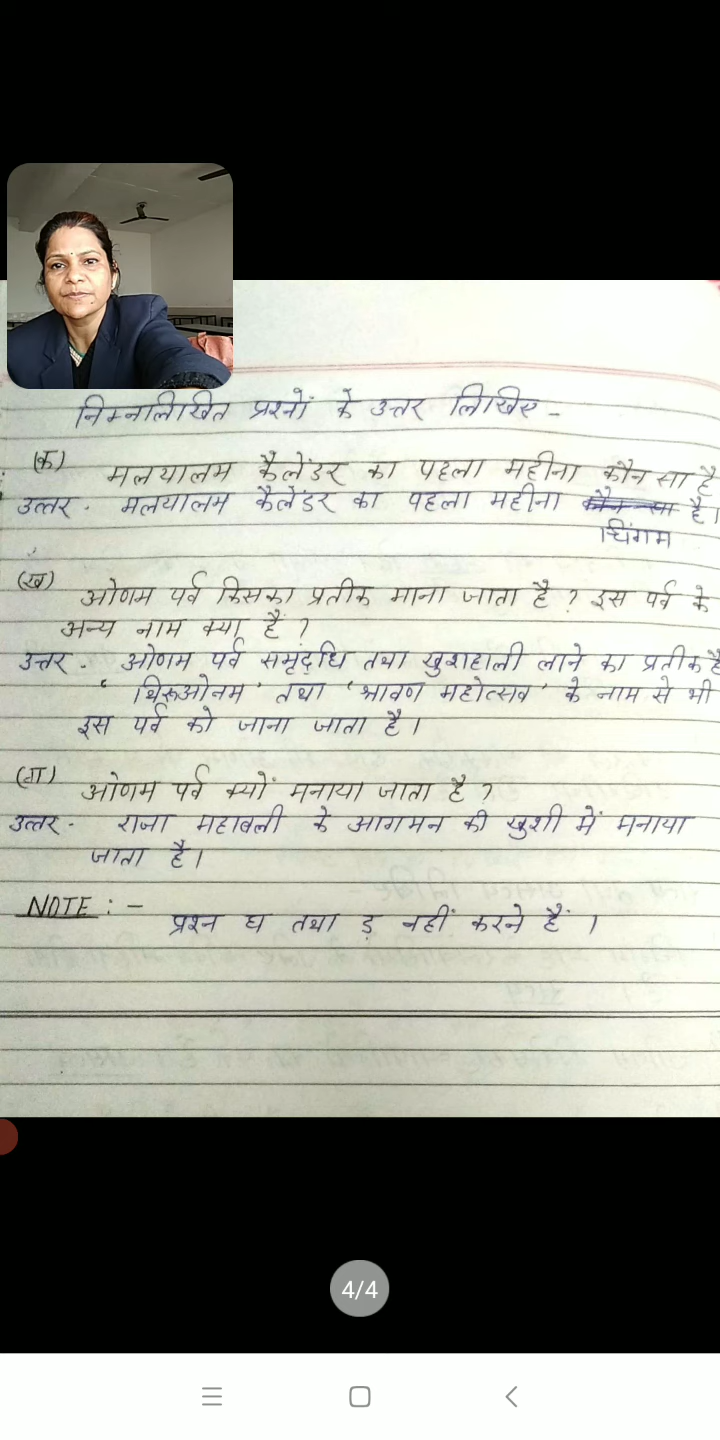 निम्नलिखित प्रश्नों के उत्तर लिखिए -
(क) मलयालम कैलेंडर का पहला महीना कौन सा है
उत्तर - मलयालम कैलेंडर का पहला महीना कौन सा है।
चिंगम
(ख) ओणम पर्व किसका प्रतीक माना जाता है ? इस पर्व के
अन्य नाम क्या हैं ?
उत्तर - ओणम पर्व समृद्धि तथा खुशहाली लाने का प्रतीक है
'थिरूओनम' तथा 'श्रावण महोत्सव' के नाम से भी
इस पर्व को जाना जाता है।
(ग) ओणम पर्व क्यों मनाया जाता है ?
उत्तर - राजा महाबली के आगमन की खुशी में मनाया
जाता है।
NOTE : -
प्रश्न घ तथा ड़ नहीं करने हैं ।
4/4